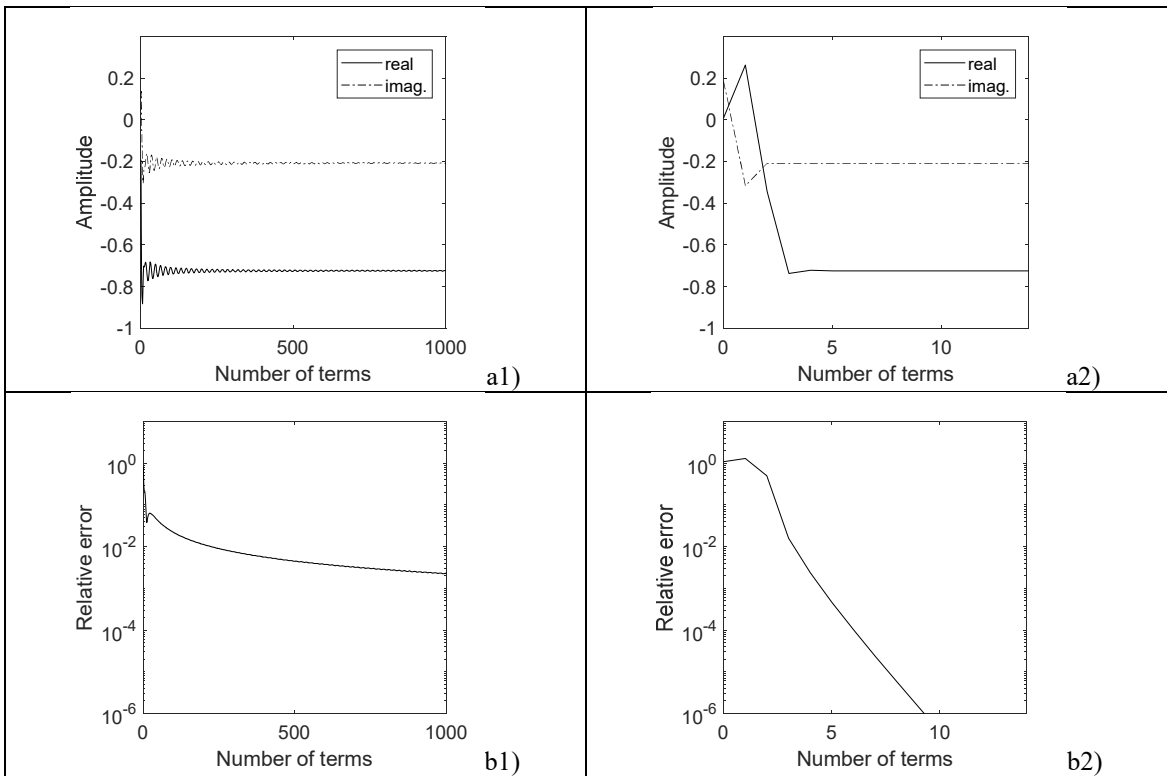 real
imag.
0.2
0
-0.2
-0.4
-0.6
-0.8
-1
Amplitude
0 500 1000
Number of terms
a1)
real
imag.
0.2
0
-0.2
-0.4
-0.6
-0.8
-1
Amplitude
0 5 10
Number of terms
a2)
10^0
10^-2
10^-4
10^-6
Relative error
0 500 1000
Number of terms
b1)
10^0
10^-2
10^-4
10^-6
Relative error
0 5 10
Number of terms
b2)